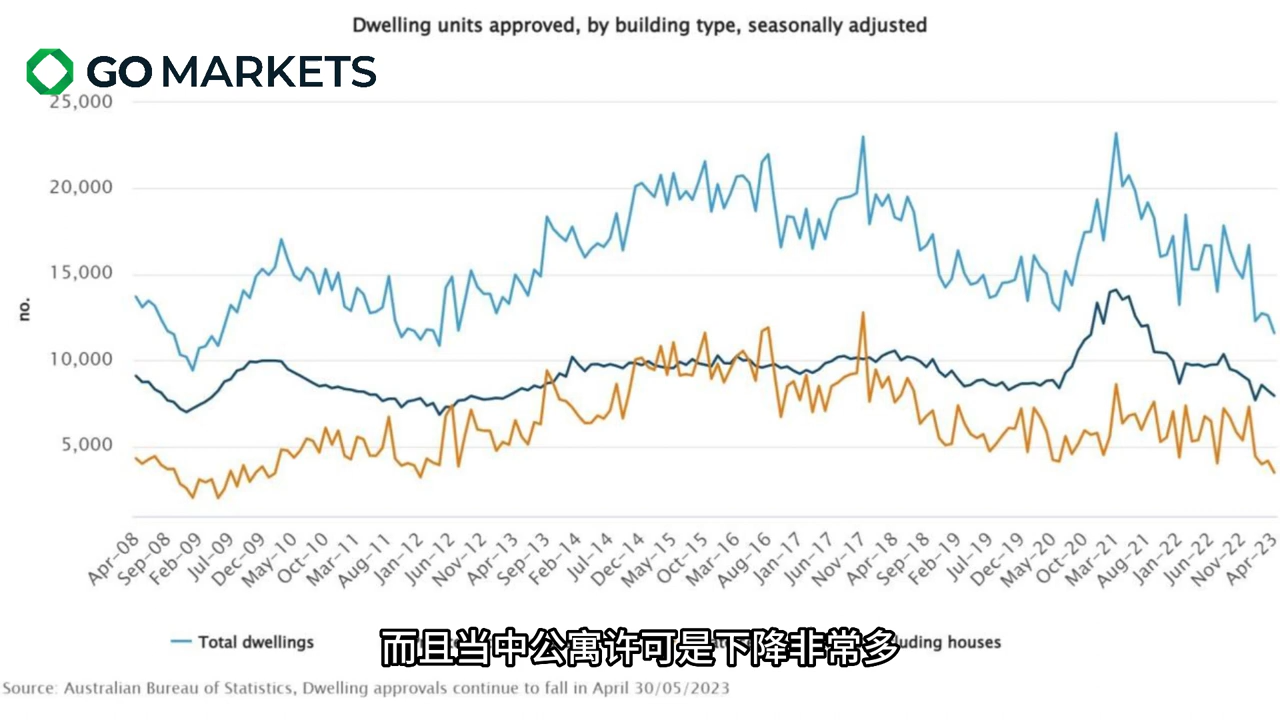 Dwelling units approved, by building type, seasonally adjusted
GO MARKETS
25,000
20,000
15,000
10,000
5,000
no.
Apr-08 Sep-08 Feb-09 Jul-09 Dec-09 May-10 Oct-10 Mar-11 Aug-11 Jan-12 Jun-12 Nov-12 Apr-13 Sep-13 Feb-14 Jul-14 Dec-14 May-15 Oct-15 Mar-16 Aug-16 Jan-17 Jun-17 Nov-17 Apr-18 Sep-18 Feb-19 Jul-19 Dec-19 May-20 Oct-20 Mar-21 Aug-21 Jan-22 Jun-22 Nov-22 Apr-23
Total dwellings houses
而且当中公寓许可是下降非常多
Source: Australian Bureau of Statistics, Dwelling approvals continue to fall in April 30/05/2023